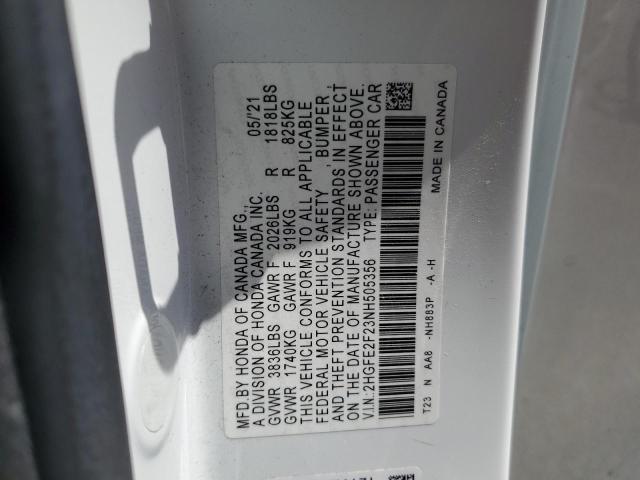 MFD.BY HONDA OF CANADA MFG., 05/'21
A DIVISION OF HONDA CANADA INC.
GVWR 3836LBS GAWR F 2026LBS R 1818LBS
GVWR 1740KG GAWR F 919KG R 825KG
THIS VEHICLE CONFORMS TO ALL APPLICABLE
FEDERAL MOTOR VEHICLE SAFETY, BUMPER,
AND THEFT PREVENTION STANDARDS IN EFFECT
ON THE DATE OF MANUFACTURE SHOWN ABOVE.
V.I.N.: 2HGFE2F23NH505356 TYPE: PASSENGER CAR
T23 N AA8 -NH883P -A -H MADE IN CANADA